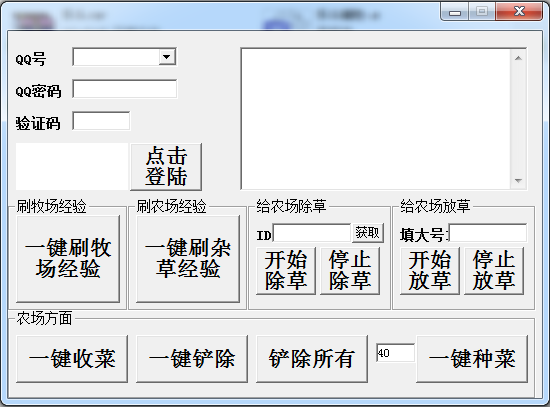 QQ号
QQ密码
验证码
点击
登陆
刷牧场经验
刷农场经验
给农场除草
给农场放草
一键刷牧
场经验
一键刷杂
草经验
ID
获取
填大号
开始
除草
停止
除草
开始
放草
停止
放草
农场方面
一键收菜
一键铲除
铲除所有
40
一键种菜